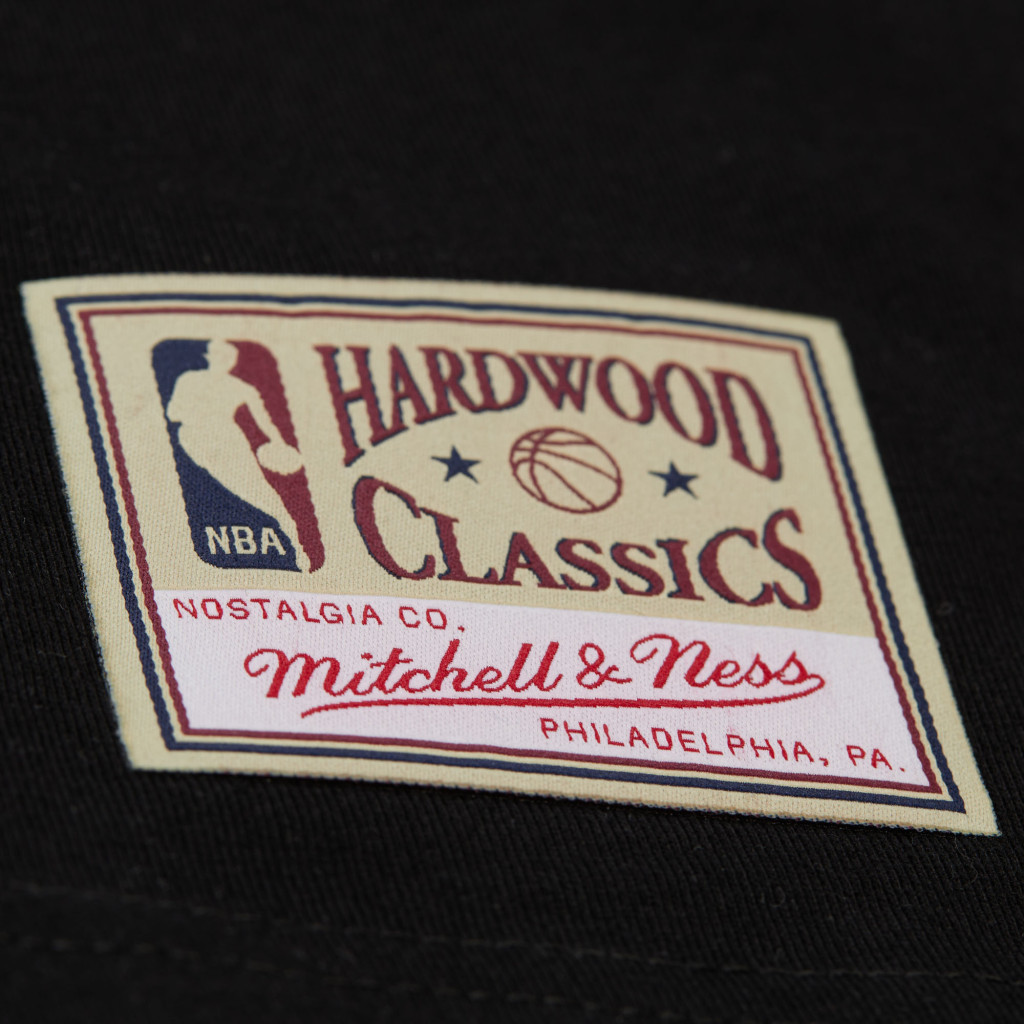 HARDWOOD
CLASSICS
NBA
NOSTALGIA CO.
Mitchell & Ness
PHILADELPHIA, PA.